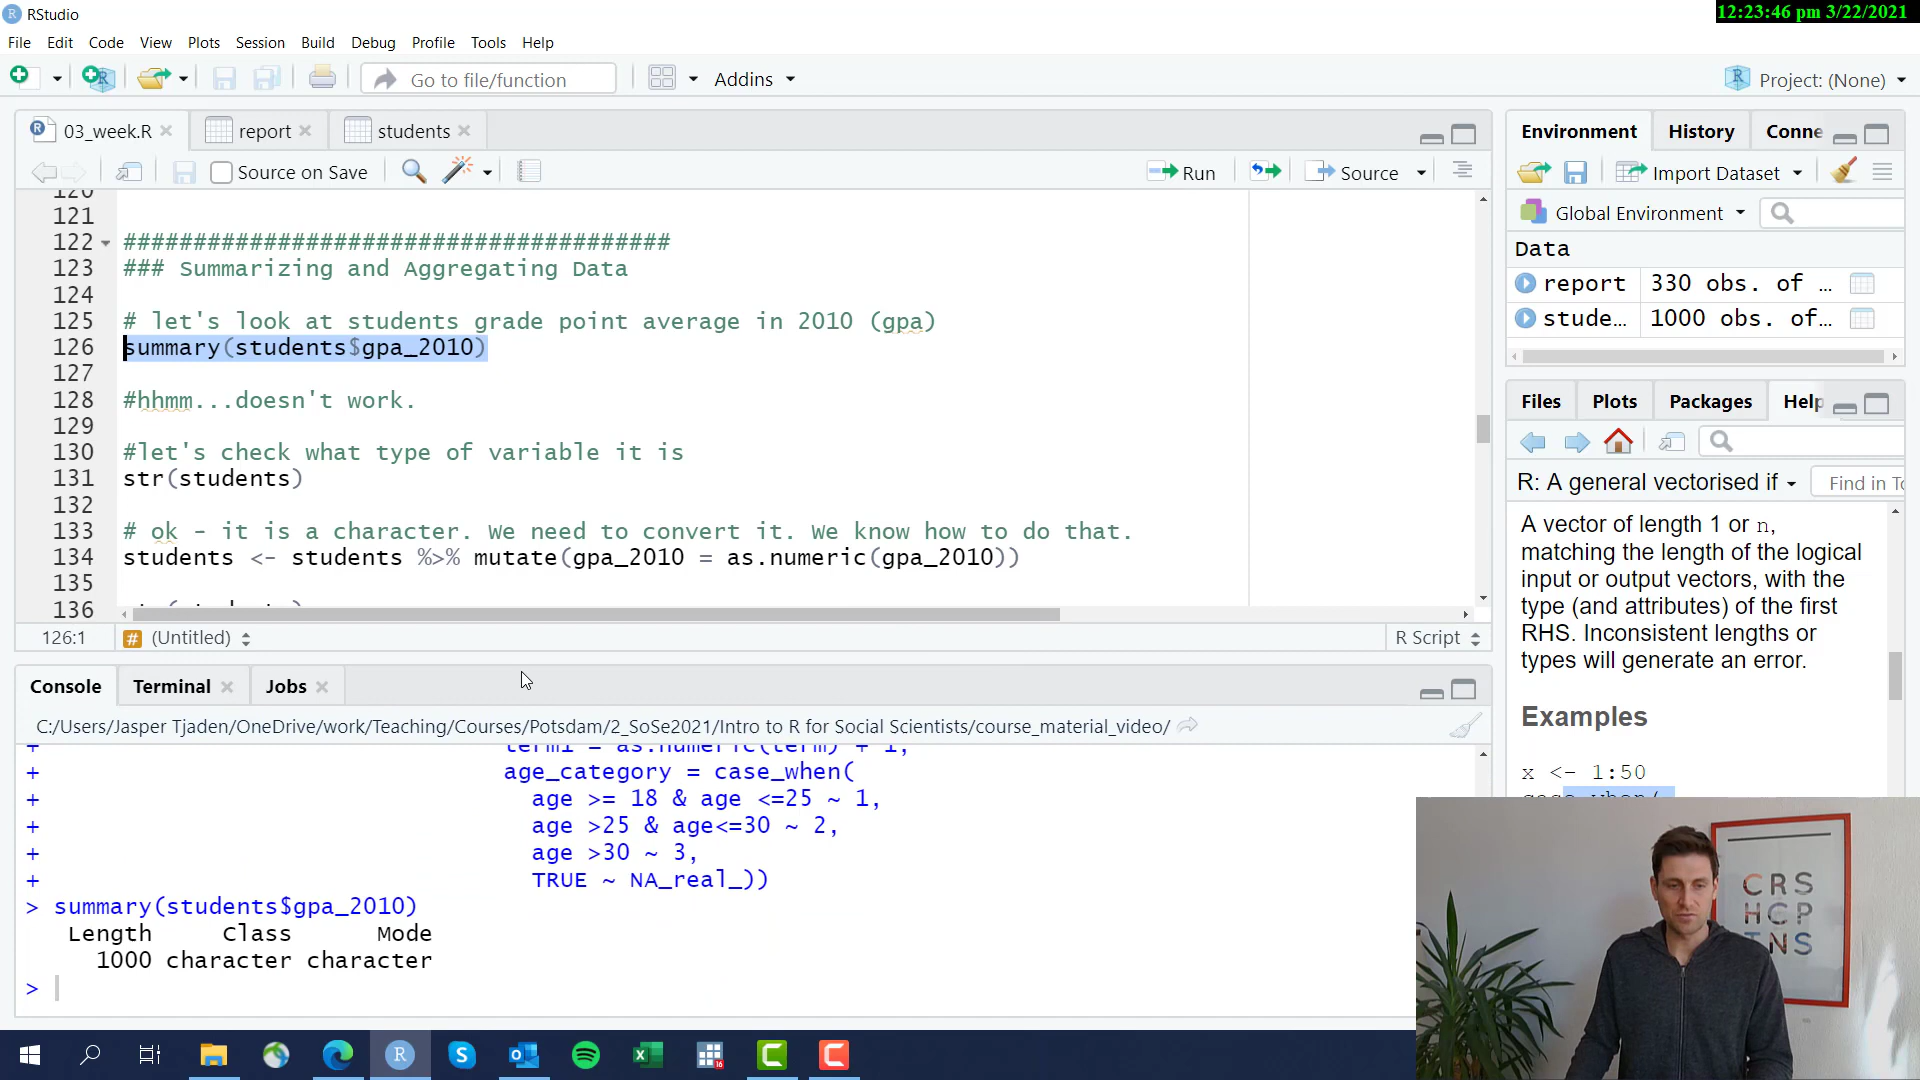 RStudio
12:23:46 pm 3/22/2021
File Edit Code View Plots Session Build Debug Profile Tools Help
Go to file/function
Addins
Project: (None)
03_week.R
report
students
Source on Save
Run
Source
120
121
122 #######################################
123 ### Summarizing and Aggregating Data
124
125 # let's look at students grade point average in 2010 (gpa)
126 summary(students$gpa_2010)
127
128 #hhmm...doesn't work.
129
130 #let's check what type of variable it is
131 str(students)
132
133 # ok - it is a character. We need to convert it. We know how to do that.
134 students <- students %>% mutate(gpa_2010 = as.numeric(gpa_2010))
135
136
126:1
# (Untitled)
R Script
Console Terminal Jobs
C:/Users/Jasper Tjaden/OneDrive/work/Teaching/Courses/Potsdam/2_SoSe2021/Intro to R for Social Scientists/course_material_video/
term1 = as.numeric(term) + 1,
+ age_category = case_when(
+ age >= 18 & age <=25 ~ 1,
+ age >25 & age<=30 ~ 2,
+ age >30 ~ 3,
+ TRUE ~ NA_real_))
> summary(students$gpa_2010)
Length Class Mode
1000 character character
>
Environment History Conne
Import Dataset
Global Environment
Data
report 330 obs. of ...
stude... 1000 obs. of...
Files Plots Packages Help
R: A general vectorised if
Find in To
A vector of length 1 or n,
matching the length of the logical
input or output vectors, with the
type (and attributes) of the first
RHS. Inconsistent lengths or
types will generate an error.
Examples
x <- 1:50
CRS
HCP
TNS